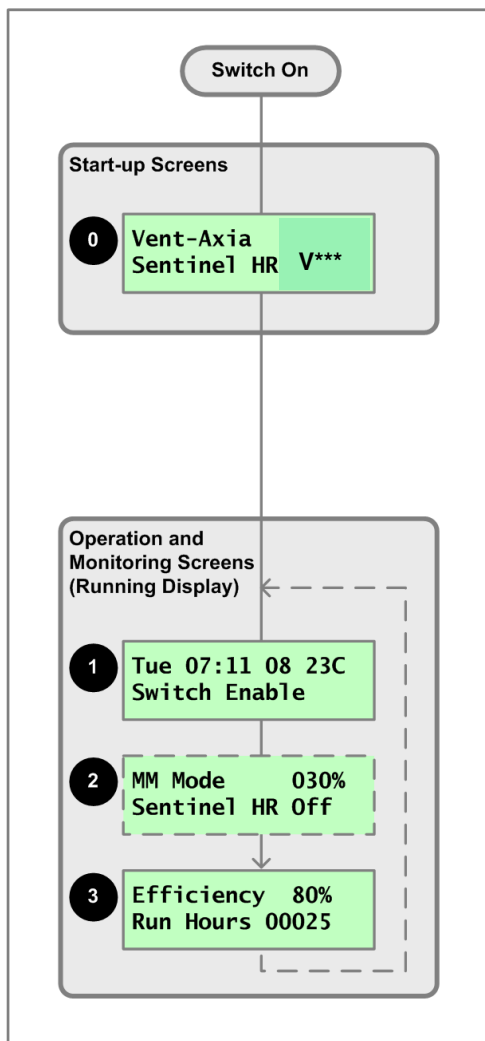 Switch On
Start-up Screens
0
Vent-Axia
Sentinel HR V***
Operation and
Monitoring Screens
(Running Display)
1
Tue 07:11 08 23C
Switch Enable
2
MM Mode 030%
Sentinel HR Off
3
Efficiency 80%
Run Hours 00025